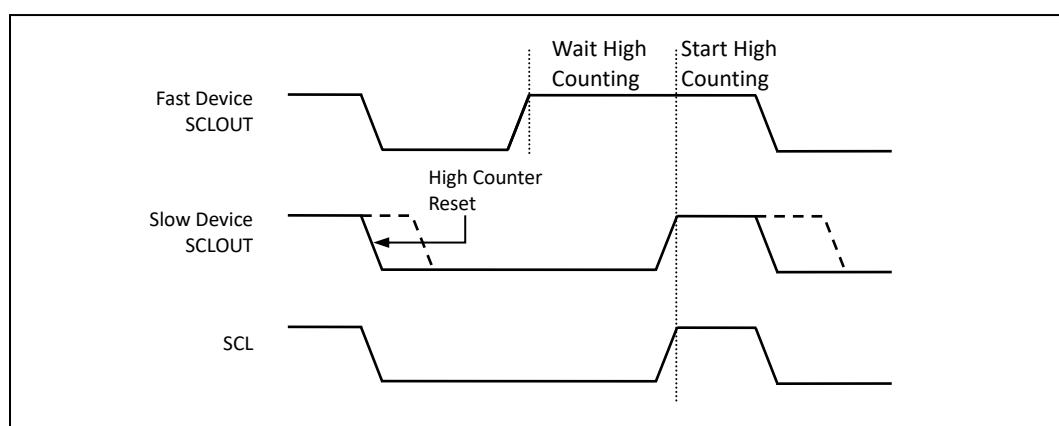 Wait High
Counting
Start High
Counting
Fast Device
SCLOUT
High Counter
Reset
Slow Device
SCLOUT
SCL